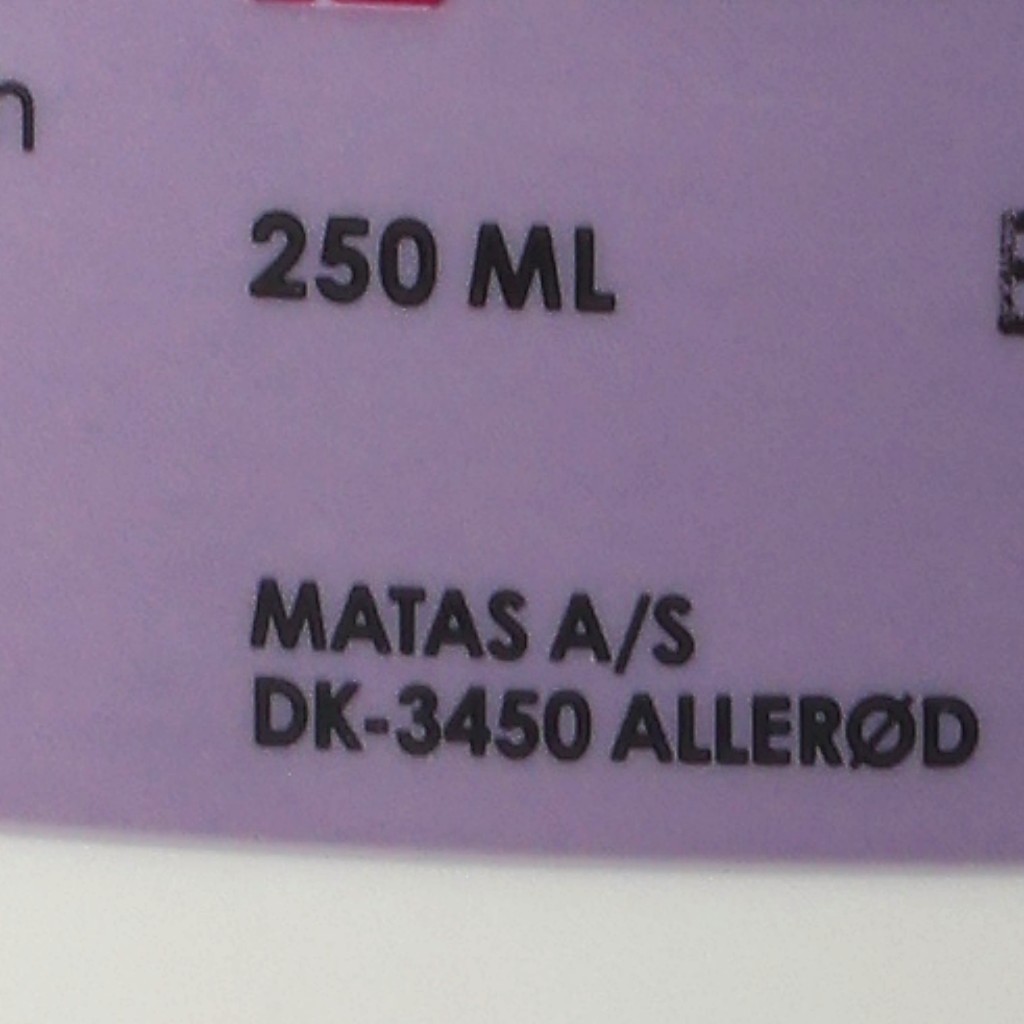 250 ML
MATAS A/S
DK-3450 ALLERØD